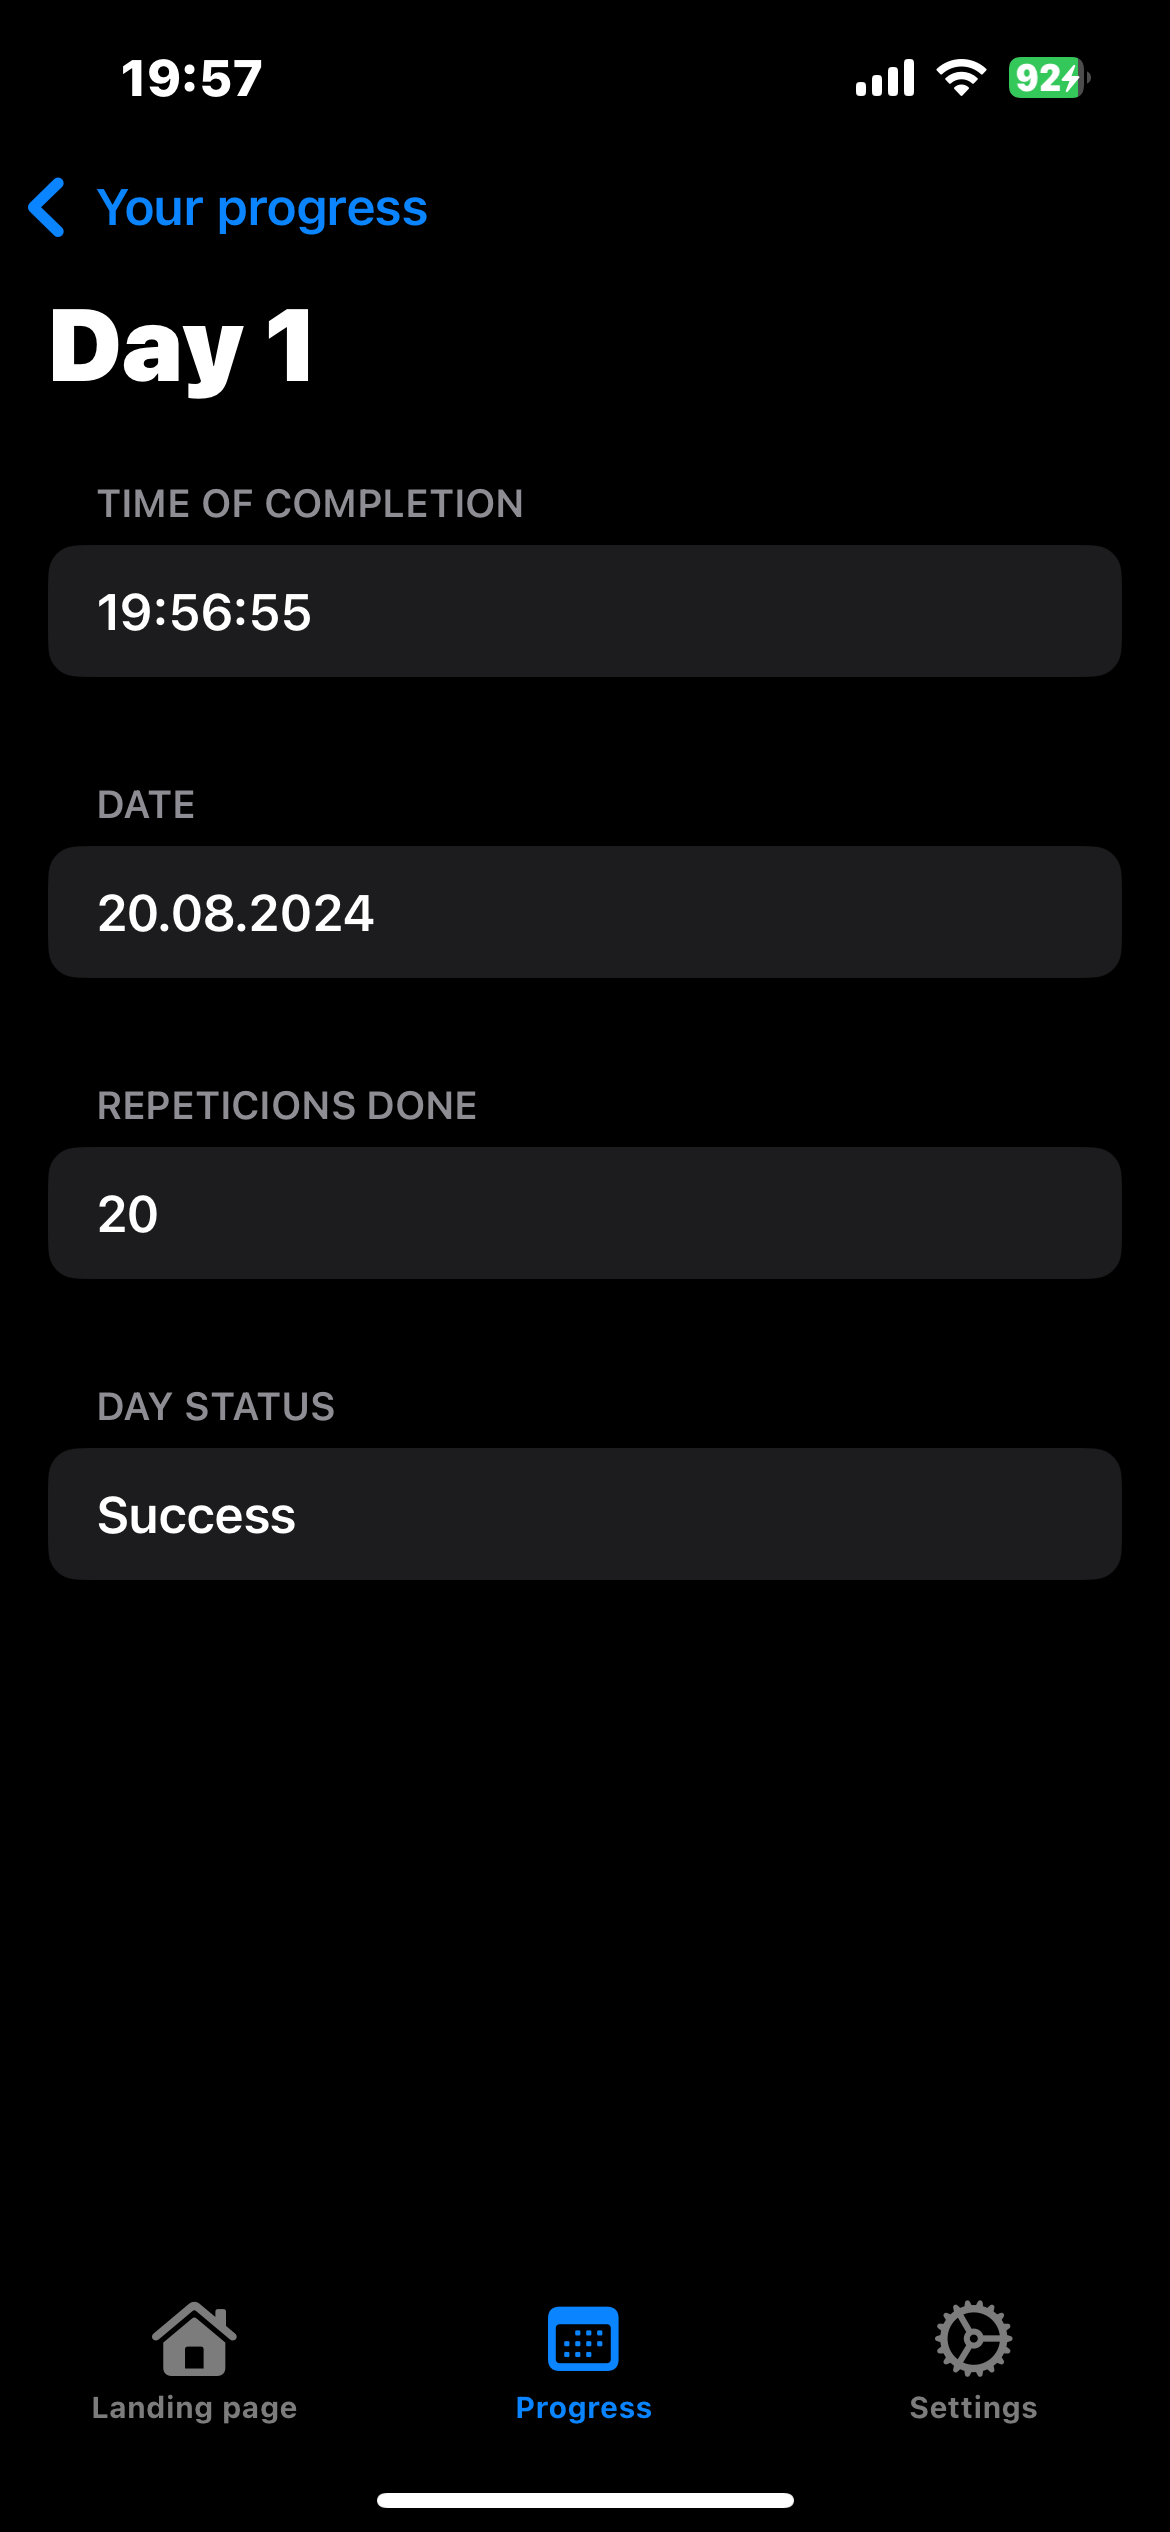 19:57
92
Your progress
Day 1
TIME OF COMPLETION
19:56:55
DATE
20.08.2024
REPETICIONS DONE
20
DAY STATUS
Success
Landing page
Progress
Settings